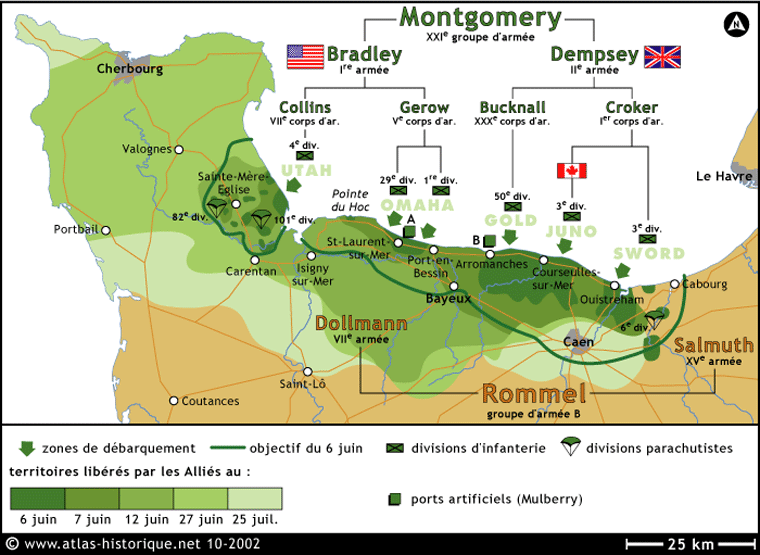 Montgomery
XXIe groupe d'armée
Bradley
Ire armée
Dempsey
IIe armée
Collins
VIIe corps d'ar.
Gerow
Ve corps d'ar.
Bucknall
XXXe corps d'ar.
Croker
Ier corps d'ar.
Cherbourg
Valognes
4e div.
UTAH
Sainte-Mère-
Eglise
82e div.
101e div.
Pointe
du Hoc
29e div.
1re div.
OMAHA
A
50e div.
GOLD
B
3e div.
JUNO
3e div.
SWORD
Le Havre
Portbail
Carentan
Isigny
sur-Mer
St-Laurent-
sur-Mer
Port-en-
Bessin
Arromanches
Courseulles-
sur-Mer
Ouistreham
Cabourg
Bayeux
6e div.
Caen
Dollmann
VIIe armée
Salmuth
XVe armée
Rommel
groupe d'armée B
Saint-Lô
Coutances
zones de débarquement
objectif du 6 juin
divisions d'infanterie
divisions parachutistes
territoires libérés par les Alliés au :
6 juin
7 juin
12 juin
27 juin
25 juil.
ports artificiels (Mulberry)
© www.atlas-historique.net 10-2002
25 km